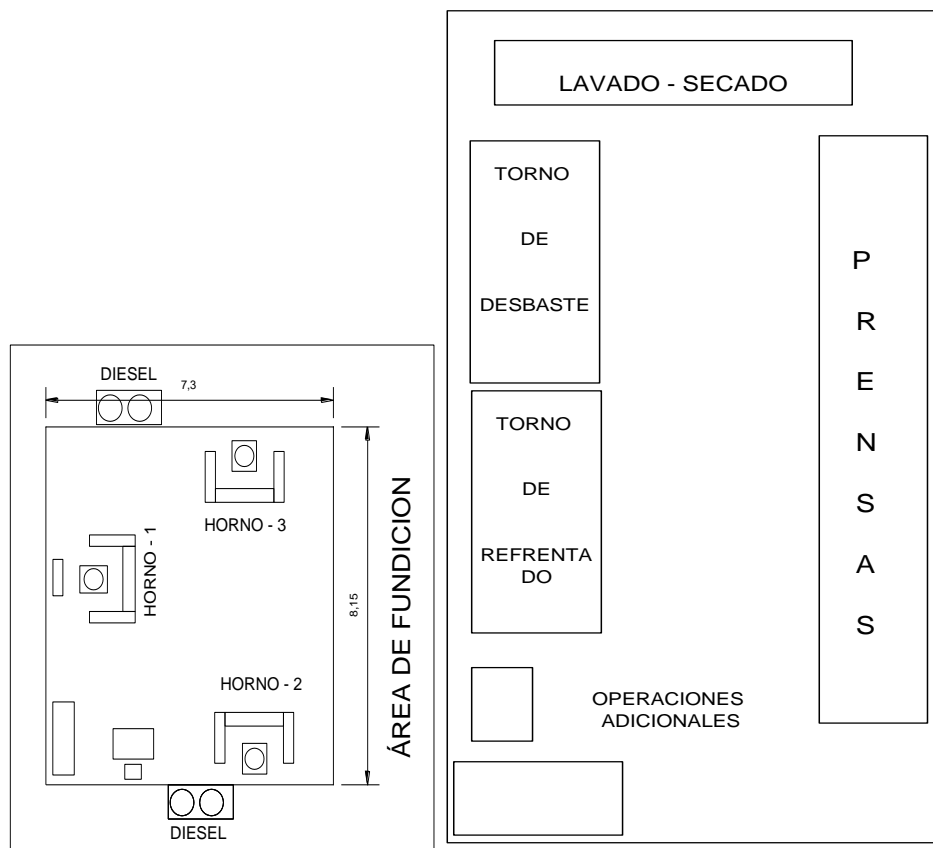 LAVADO - SECADO
TORNO
DE
DESBASTE
TORNO
DE
REFRENTA
DO
P
R
E
N
S
A
S
OPERACIONES
ADICIONALES
DIESEL
7,3
HORNO - 3
HORNO - 1
8,15
ÁREA DE FUNDICION
HORNO - 2
DIESEL